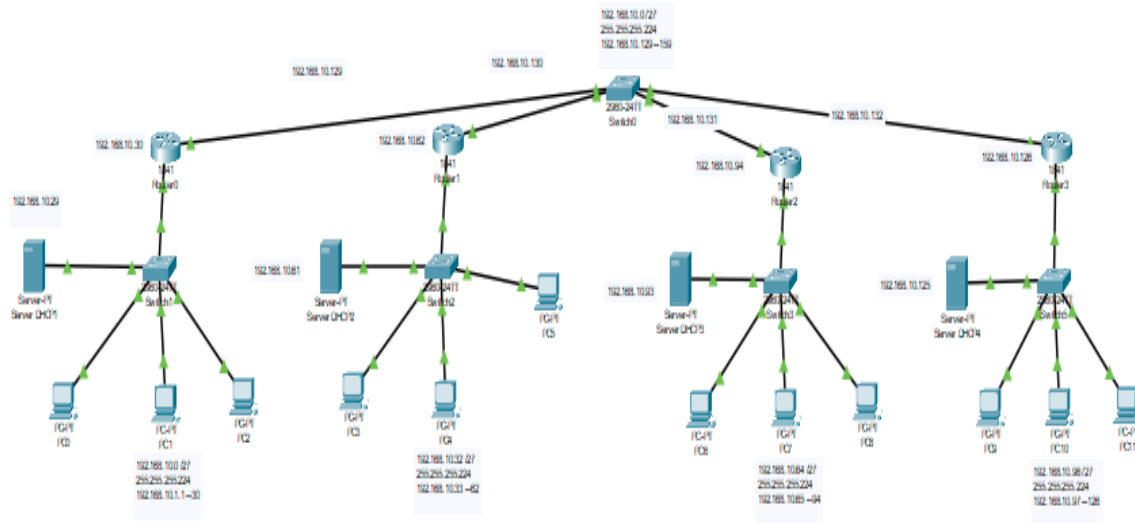 192.168.10.0/27
255.255.255.224
192.168.10.129–159
192.168.10.129
192.168.10.130
2960-24TT
Switch0
192.168.10.131
192.168.10.132
192.168.10.30
1841
Router0
192.168.10.62
1841
Router1
192.168.10.94
1841
Router2
192.168.10.126
1841
Router3
192.168.10.29
Server-PT
Server DHCP1
2960-24TT
Switch1
192.168.10.61
Server-PT
Server DHCP2
2960-24TT
Switch2
PC-PT
PC5
192.168.10.93
Server-PT
Server DHCP3
2960-24TT
Switch3
192.168.10.125
Server-PT
Server DHCP4
2960-24TT
Switch5
PC-PT
PC0
PC-PT
PC1
PC-PT
PC2
PC-PT
PC3
PC-PT
PC4
PC-PT
PC6
PC-PT
PC7
PC-PT
PC8
PC-PT
PC9
PC-PT
PC10
PC-PT
PC11
192.168.10.0 /27
255.255.255.224
192.168.10.1.1 –30
192.168.10.32 /27
255.255.255.224
192.168.10.33 –62
192.168.10.64 /27
255.255.255.224
192.168.10.65 –94
192.168.10.96 /27
255.255.255.224
192.168.10.97 –126